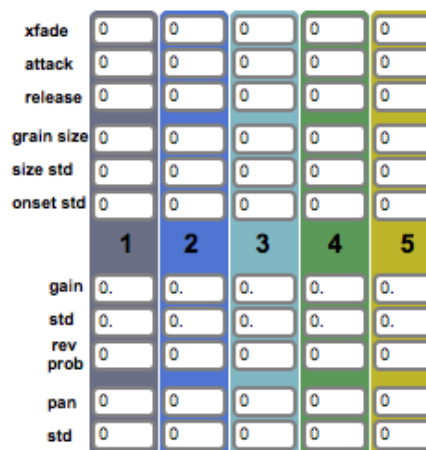 xfade 0 0 0 0 0
attack 0 0 0 0 0
release 0 0 0 0 0
grain size 0 0 0 0 0
size std 0 0 0 0 0
onset std 0 0 0 0 0
1 2 3 4 5
gain 0. 0. 0. 0. 0.
std 0. 0. 0. 0. 0.
rev
prob 0 0 0 0 0
pan 0 0 0 0 0
std 0 0 0 0 0